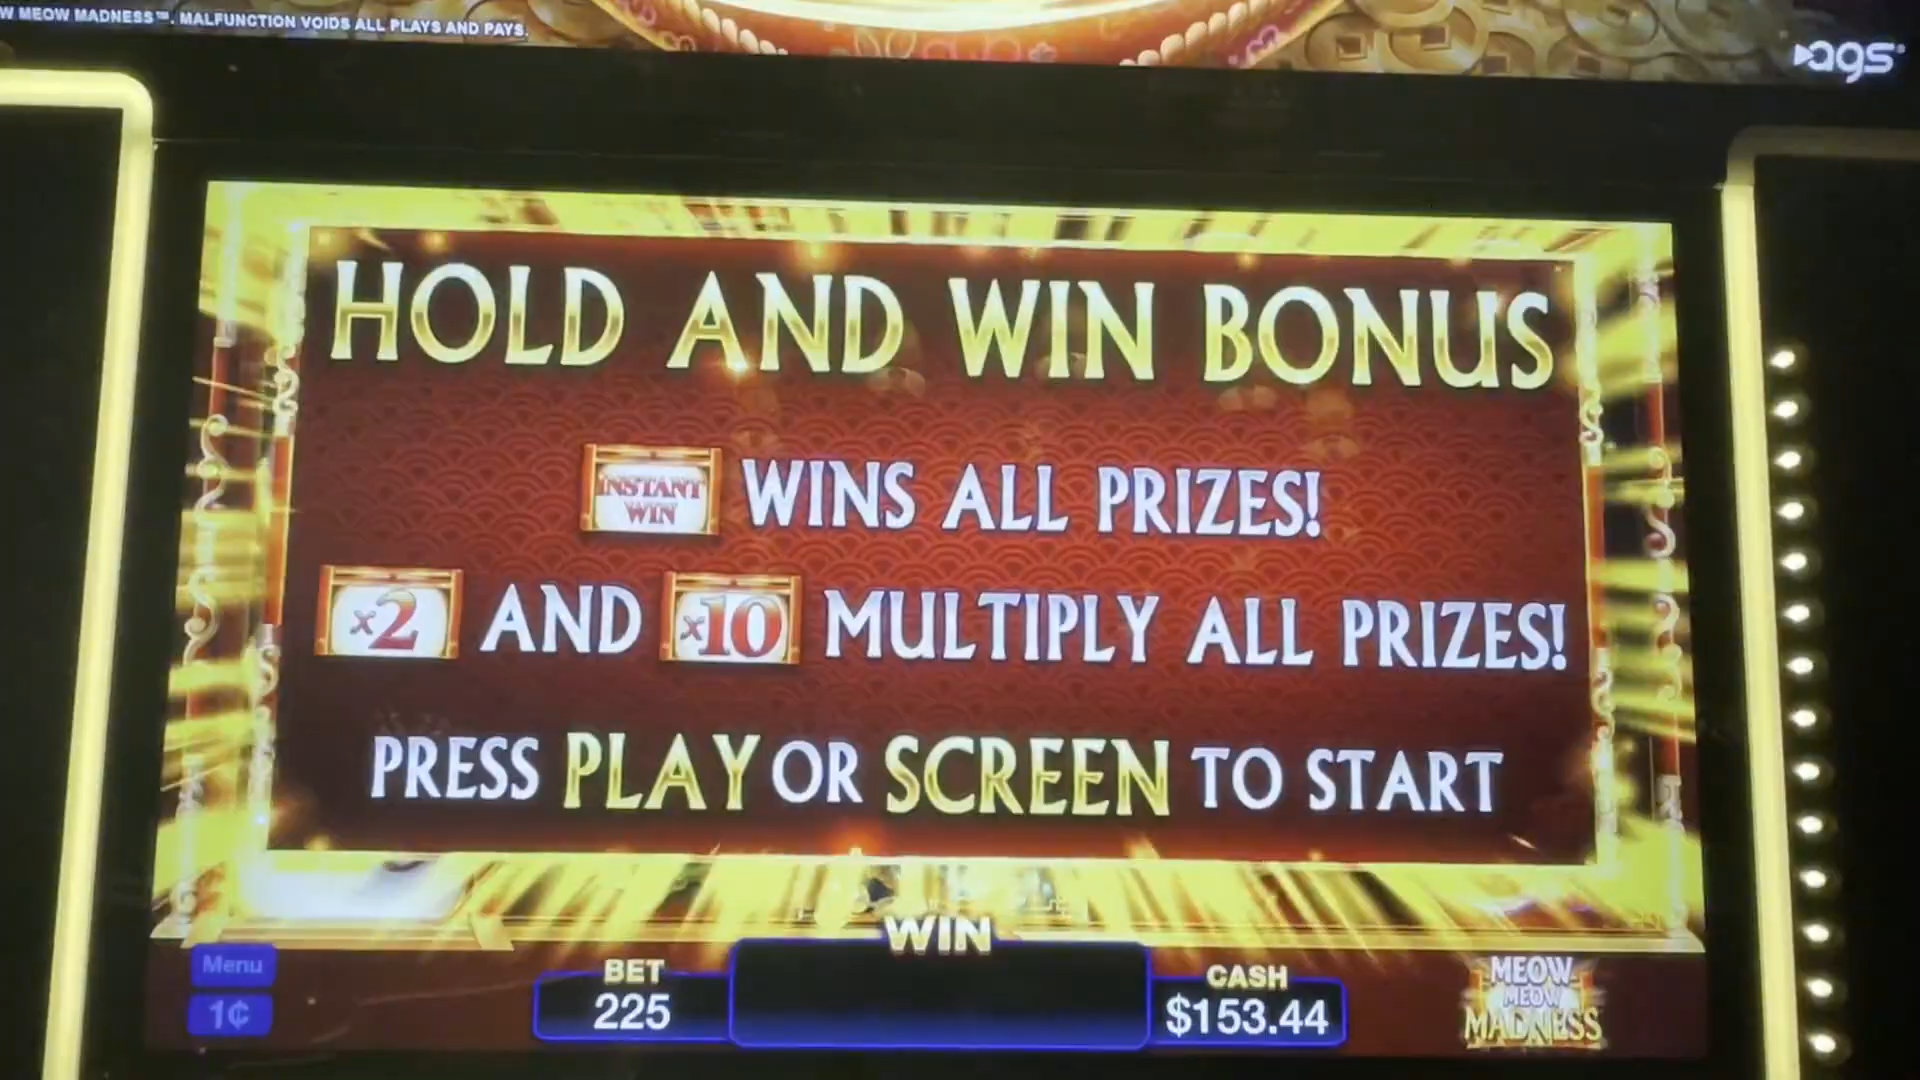 W MEOW MADNESS™. MALFUNCTION VOIDS ALL PLAYS AND PAYS.
ags
HOLD AND WIN BONUS
INSTANT
WIN
WINS ALL PRIZES!
x2 AND x10 MULTIPLY ALL PRIZES!
PRESS PLAY OR SCREEN TO START
WIN
Menu
1¢
BET
225
CASH
$153.44
MEOW
MEOW
MADNESS